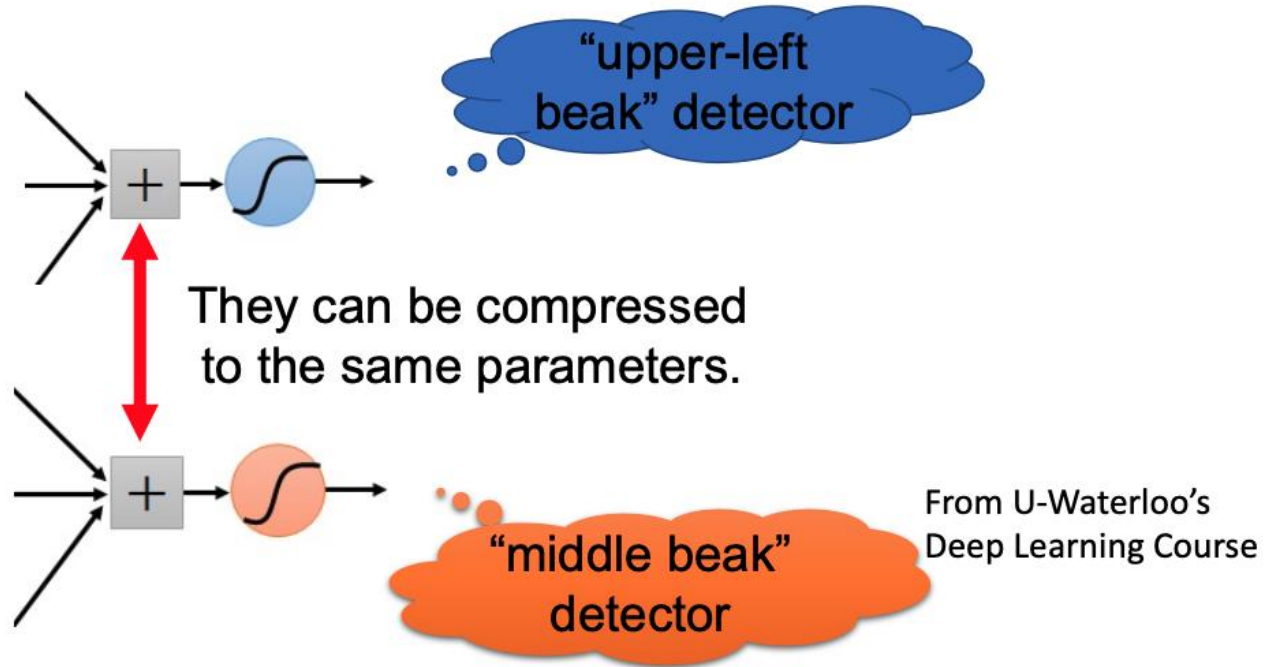 “upper-left
beak” detector
+
They can be compressed
to the same parameters.
+
“middle beak”
detector
From U-Waterloo’s
Deep Learning Course